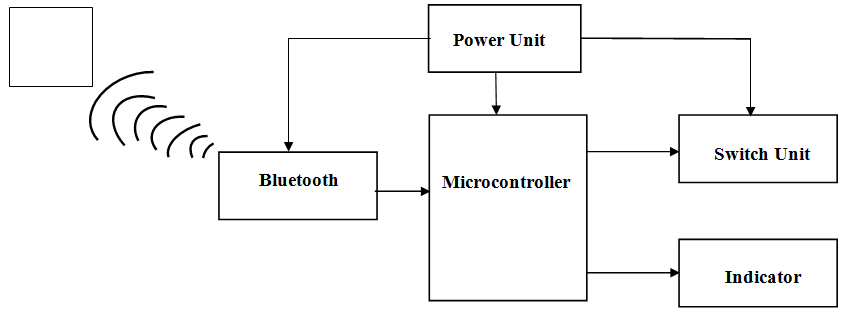 Power Unit
Switch Unit
Bluetooth
Microcontroller
Indicator